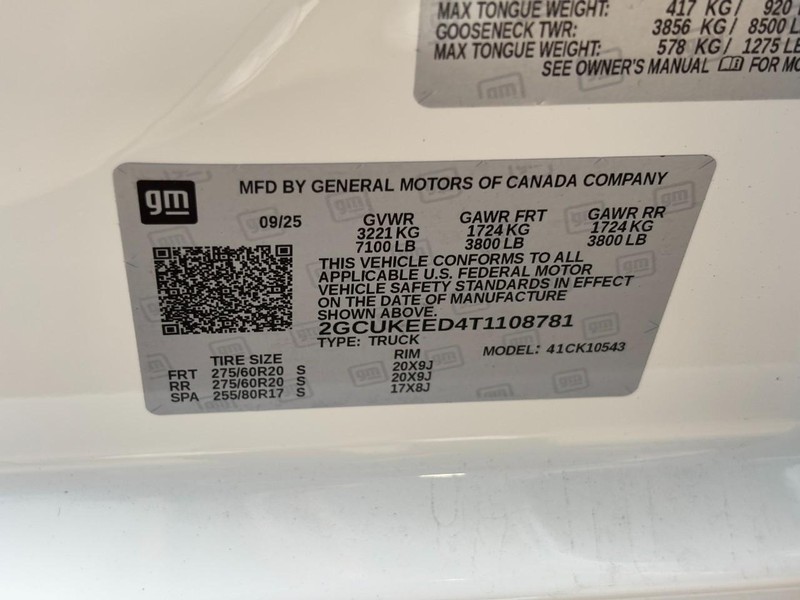 MAX TONGUE WEIGHT: 417 KG/ 920
GOOSENECK TWR: 3856 KG/ 8500 L
MAX TONGUE WEIGHT: 578 KG/ 1275 LB
SEE OWNER'S MANUAL FOR MO
gm MFD BY GENERAL MOTORS OF CANADA COMPANY
09/25 GVWR GAWR FRT GAWR RR
3221 KG 1724 KG 1724 KG
7100 LB 3800 LB 3800 LB
THIS VEHICLE CONFORMS TO ALL
APPLICABLE U.S. FEDERAL MOTOR
VEHICLE SAFETY STANDARDS IN EFFECT
ON THE DATE OF MANUFACTURE
SHOWN ABOVE.
2GCUKEED4T1108781
TYPE: TRUCK MODEL: 41CK10543
TIRE SIZE RIM
FRT 275/60R20 S 20X9J
RR 275/60R20 S 20X9J
SPA 255/80R17 S 17X8J